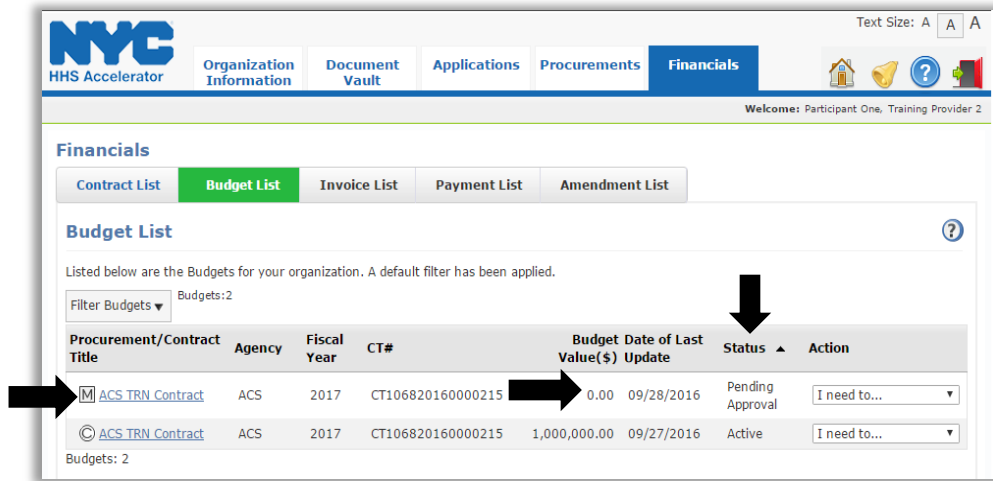 Text Size: A A A
NYC
HHS Accelerator
Organization Information
Document Vault
Applications
Procurements
Financials
Welcome: Participant One, Training Provider 2
Financials
Contract List Budget List Invoice List Payment List Amendment List
Budget List
Listed below are the Budgets for your organization. A default filter has been applied.
Filter Budgets ▼ Budgets:2
Procurement/Contract Title Agency Fiscal Year CT# Budget Value($) Date of Last Update Status ▲ Action
M ACS TRN Contract ACS 2017 CT106820160000215 0.00 09/28/2016 Pending Approval I need to... ▼
C ACS TRN Contract ACS 2017 CT106820160000215 1,000,000.00 09/27/2016 Active I need to... ▼
Budgets: 2